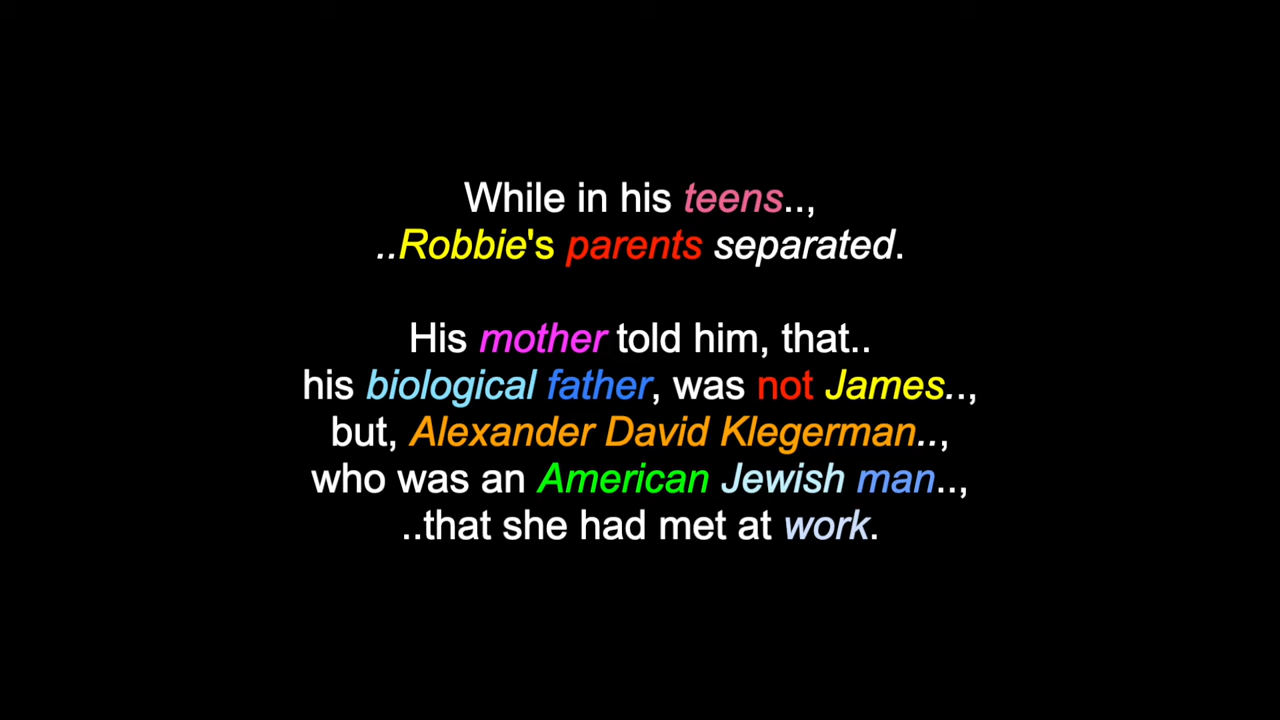 While in his teens..,
..Robbie's parents separated.
His mother told him, that..
his biological father, was not James..,
but, Alexander David Klegerman..,
who was an American Jewish man..,
..that she had met at work.